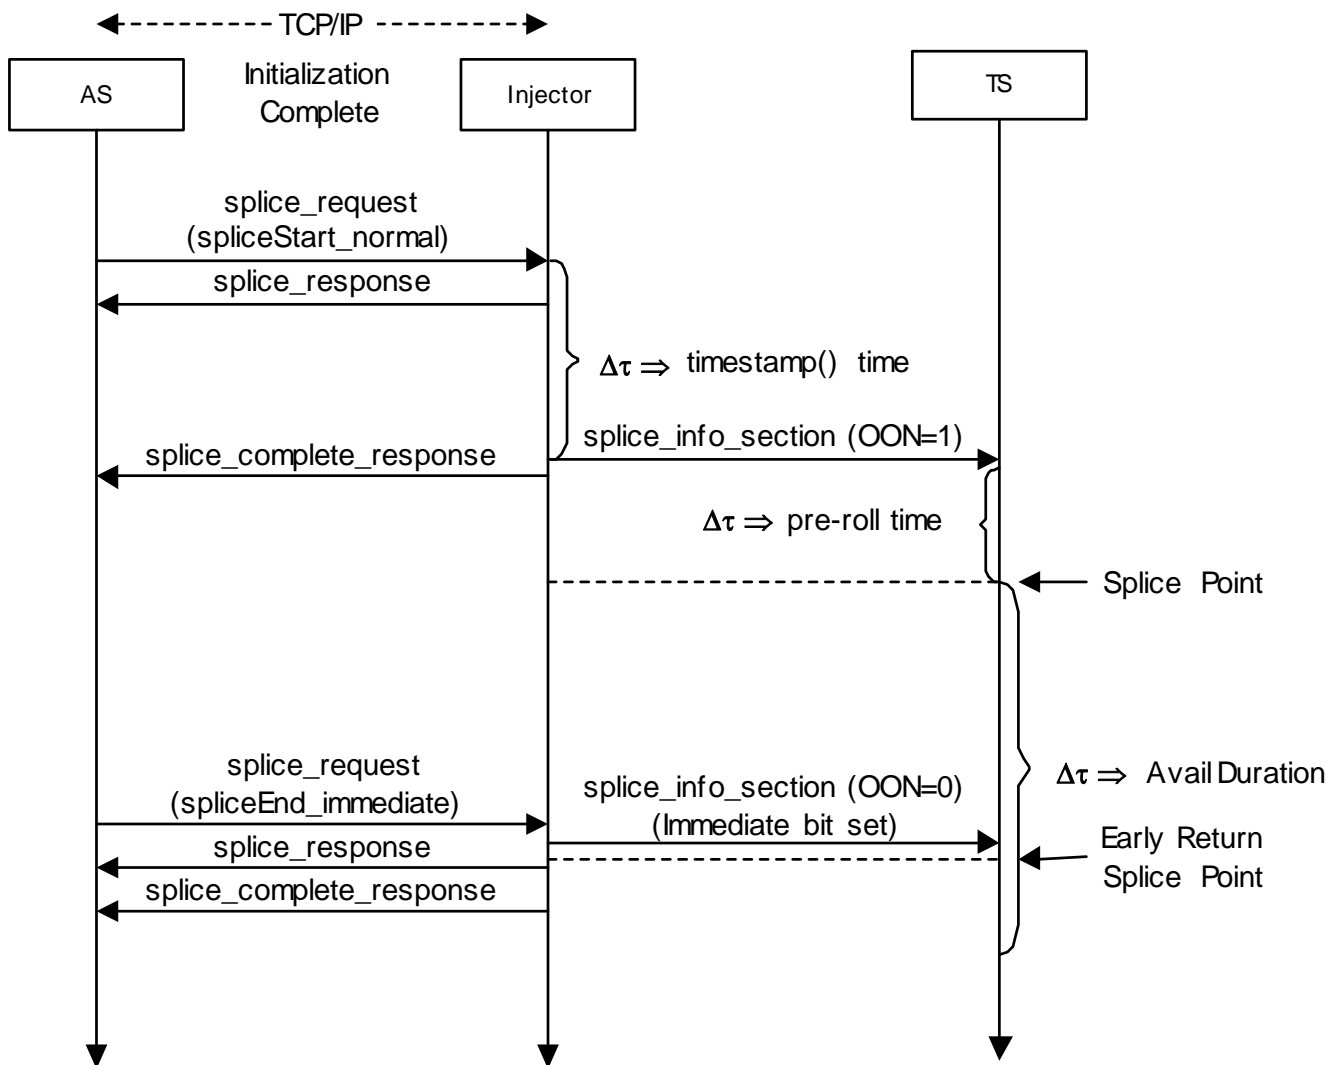 TCP/IP
AS
Initialization
Complete
Injector
TS
splice_request
(spliceStart_normal)
splice_response
Δτ ⇒ timestamp() time
splice_info_section (OON=1)
splice_complete_response
Δτ ⇒ pre-roll time
Splice Point
splice_request
(spliceEnd_immediate)
splice_info_section (OON=0)
(Immediate bit set)
Δτ ⇒ Avail Duration
splice_response
Early Return
Splice Point
splice_complete_response